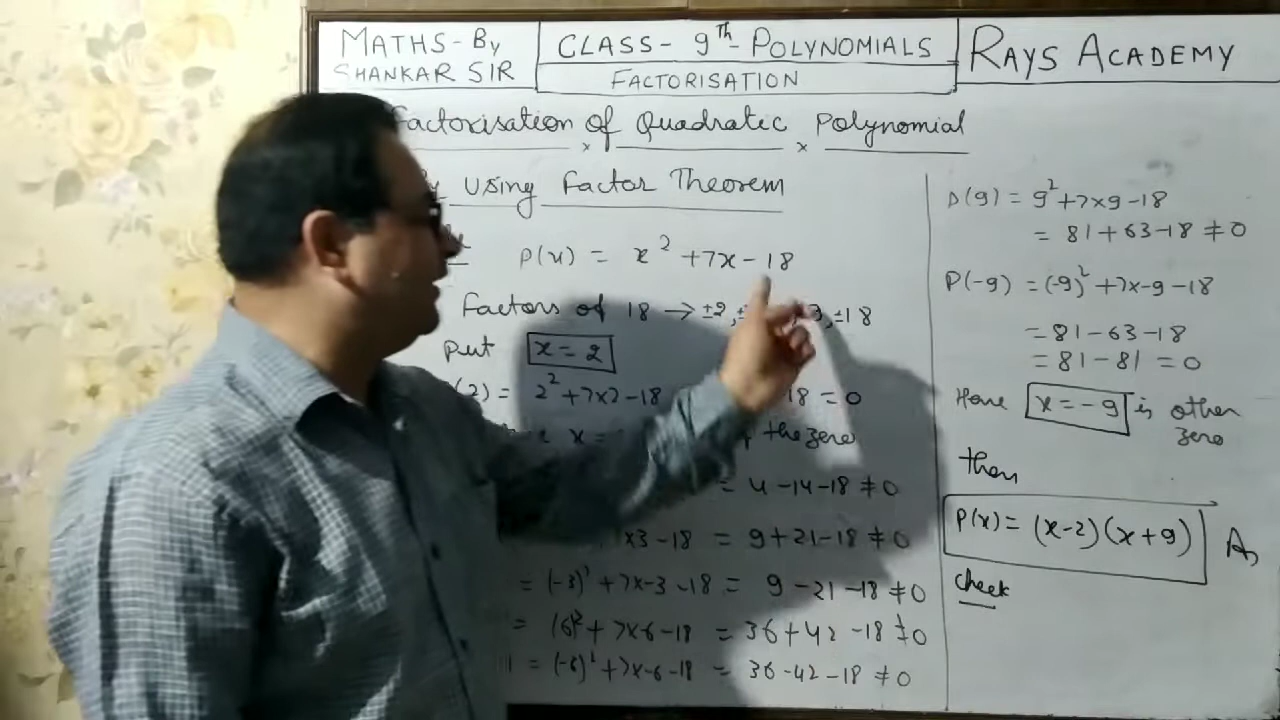 MATHS-BY
SHANKAR SIR
CLASS- 9th POLYNOMIALS
FACTORISATION
RAYS ACADEMY
Factorisation of Quadratic Polynomial
By Using Factor Theorem
P(x) = x² + 7x - 18
Factors of 18 → ±2, ±18
Put x = 2
(2) = 2² + 7×2 - 18 18 = 0
x = the zero
= 4 - 14 - 18 ≠ 0
×3 - 18 = 9 + 21 - 18 ≠ 0
= (-3)² + 7×-3 - 18 = 9 - 21 - 18 ≠ 0
= (6)² + 7×6 - 18 = 36 + 42 - 18 ≠ 0
= (-6)² + 7×-6 - 18 = 36 - 42 - 18 ≠ 0
P(9) = 9² + 7×9 - 18
= 81 + 63 - 18 ≠ 0
P(-9) = (-9)² + 7×-9 - 18
= 81 - 63 - 18
= 81 - 81 = 0
Here x = -9 is other
zero
then
P(x) = (x-2)(x+9)
check